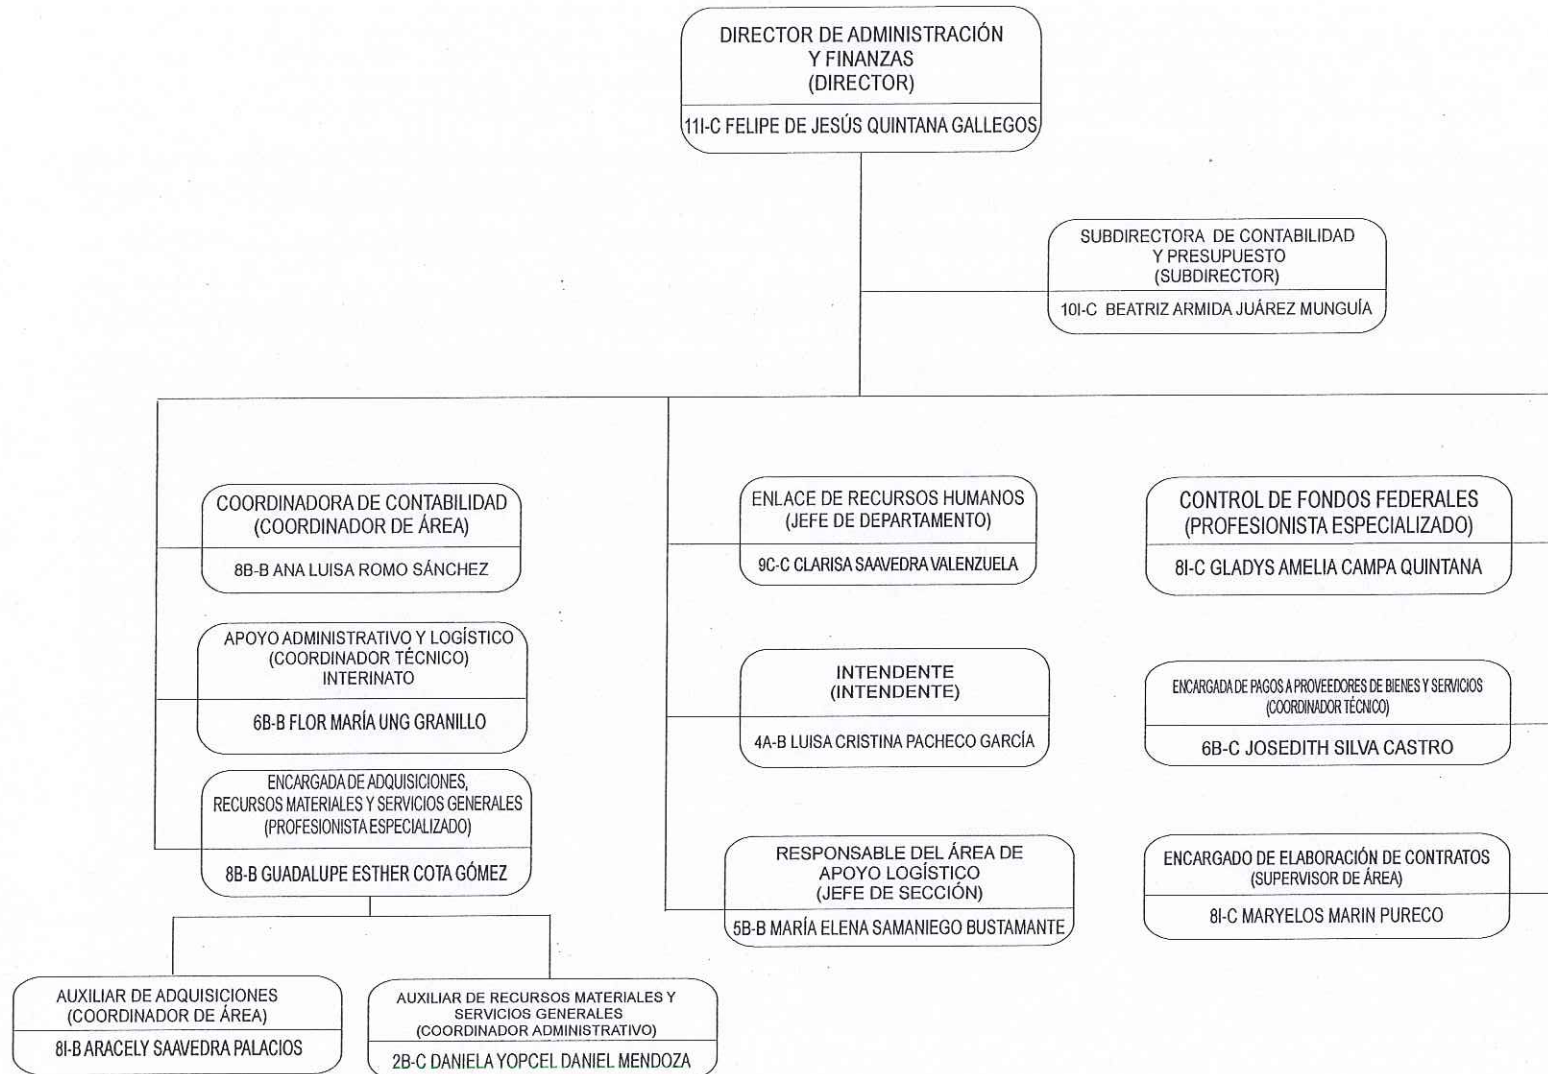 DIRECTOR DE ADMINISTRACIÓN
Y FINANZAS
(DIRECTOR)
11I-C FELIPE DE JESÚS QUINTANA GALLEGOS
SUBDIRECTORA DE CONTABILIDAD
Y PRESUPUESTO
(SUBDIRECTOR)
10I-C BEATRIZ ARMIDA JUÁREZ MUNGUÍA
COORDINADORA DE CONTABILIDAD
(COORDINADOR DE ÁREA)
8B-B ANA LUISA ROMO SÁNCHEZ
APOYO ADMINISTRATIVO Y LOGÍSTICO
(COORDINADOR TÉCNICO)
INTERINATO
6B-B FLOR MARÍA UNG GRANILLO
ENCARGADA DE ADQUISICIONES,
RECURSOS MATERIALES Y SERVICIOS GENERALES
(PROFESIONISTA ESPECIALIZADO)
8B-B GUADALUPE ESTHER COTA GÓMEZ
AUXILIAR DE ADQUISICIONES
(COORDINADOR DE ÁREA)
8I-B ARACELY SAAVEDRA PALACIOS
AUXILIAR DE RECURSOS MATERIALES Y
SERVICIOS GENERALES
(COORDINADOR ADMINISTRATIVO)
2B-C DANIELA YOPCEL DANIEL MENDOZA
ENLACE DE RECURSOS HUMANOS
(JEFE DE DEPARTAMENTO)
9C-C CLARISA SAAVEDRA VALENZUELA
INTENDENTE
(INTENDENTE)
4A-B LUISA CRISTINA PACHECO GARCÍA
RESPONSABLE DEL ÁREA DE
APOYO LOGÍSTICO
(JEFE DE SECCIÓN)
5B-B MARÍA ELENA SAMANIEGO BUSTAMANTE
CONTROL DE FONDOS FEDERALES
(PROFESIONISTA ESPECIALIZADO)
8I-C GLADYS AMELIA CAMPA QUINTANA
ENCARGADA DE PAGOS A PROVEEDORES DE BIENES Y SERVICIOS
(COORDINADOR TÉCNICO)
6B-C JOSEDITH SILVA CASTRO
ENCARGADO DE ELABORACIÓN DE CONTRATOS
(SUPERVISOR DE ÁREA)
8I-C MARYELOS MARIN PURECO